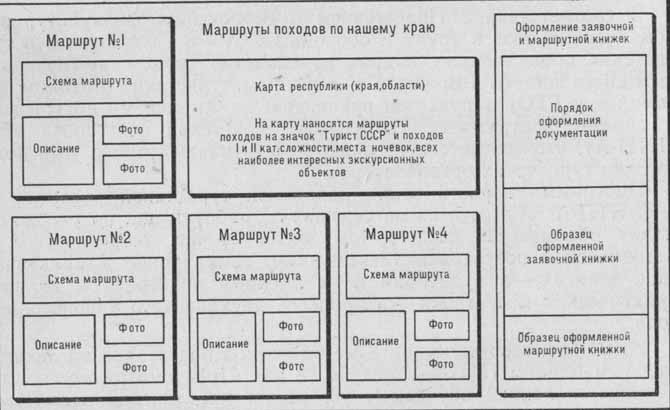 Маршрут №1
Схема маршрута
Описание
Фото
Фото
Маршруты походов по нашему краю
Карта республики (края,области)
На карту наносятся маршруты
походов на значок "Турист СССР" и походов
I и II кат.сложности.места ночевок,всех
наиболее интересных экскурсионных
объектов
Оформление заявочной
и маршрутной книжек
Порядок
оформления
документации
Образец
оформленной
заявочной книжки
Образец оформленной
маршрутной книжки
Маршрут №2
Схема маршрута
Описание
Фото
Фото
Маршрут №3
Схема маршрута
Описание
Фото
Фото
Маршрут №4
Схема маршрута
Описание
Фото
Фото